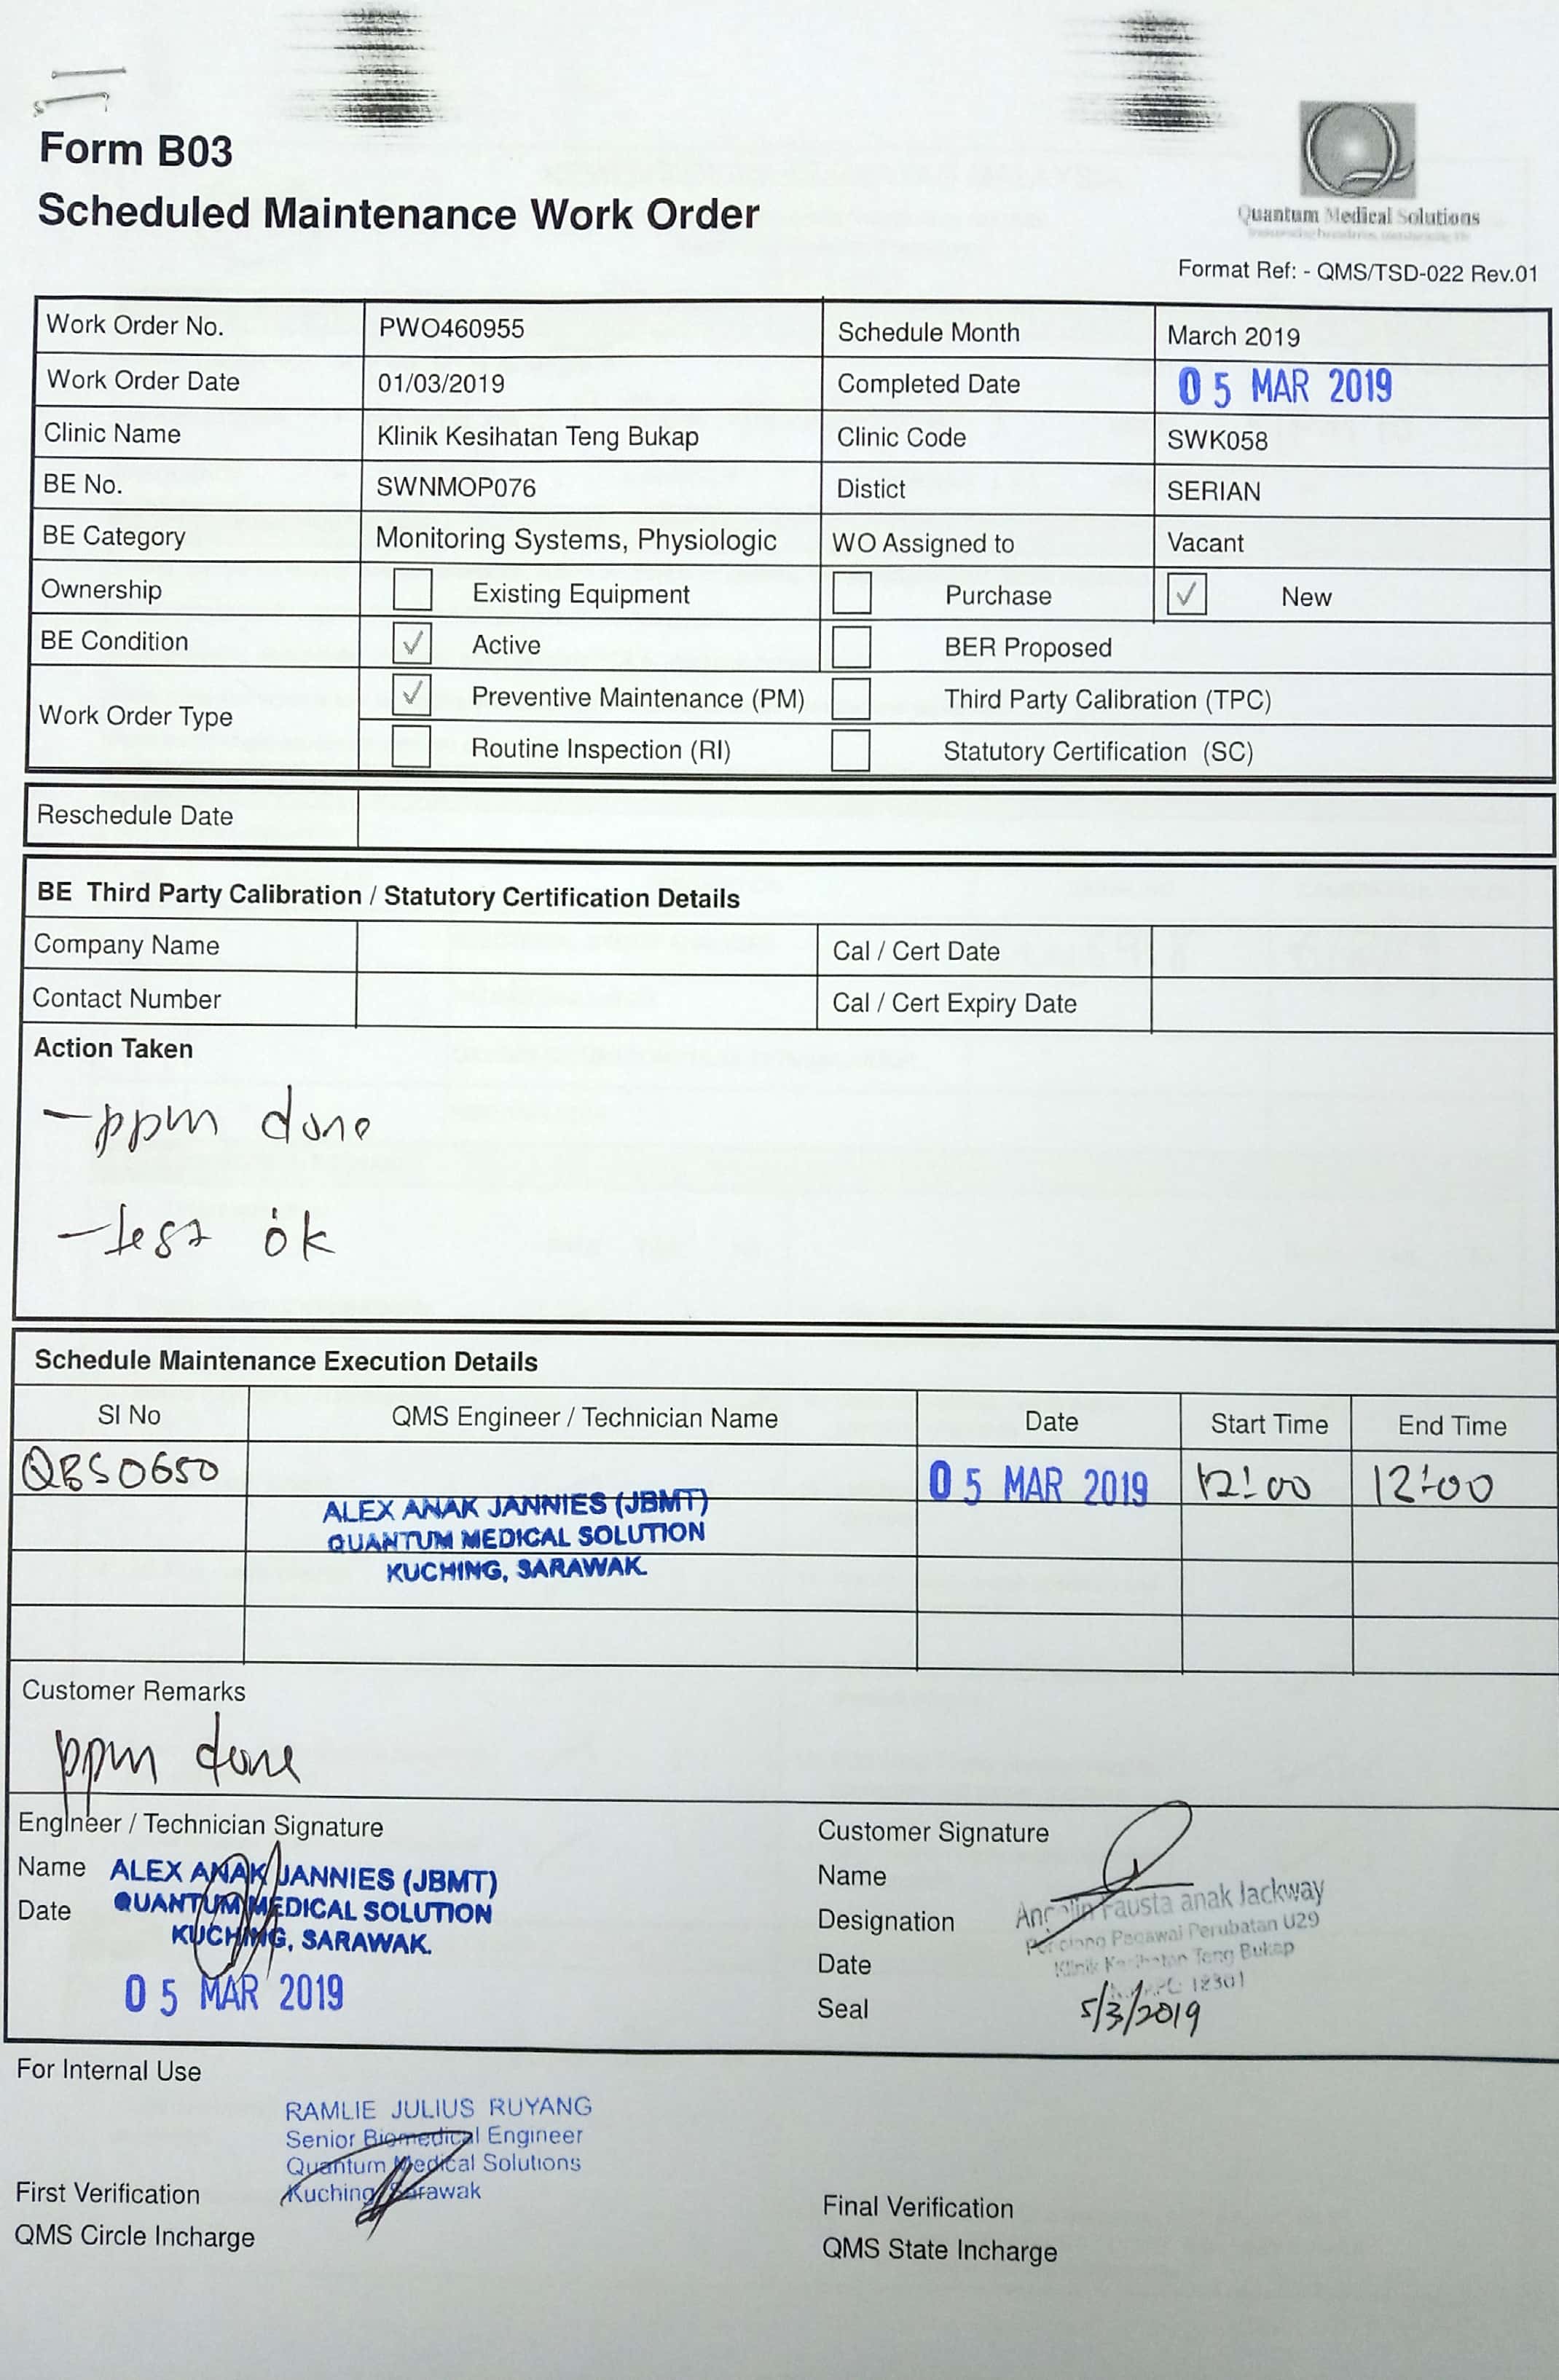 Form B03
Scheduled Maintenance Work Order
Quantum Medical Solutions
Format Ref: - QMS/TSD-022 Rev.01
Work Order No. PWO460955 Schedule Month March 2019
Work Order Date 01/03/2019 Completed Date 05 MAR 2019
Clinic Name Klinik Kesihatan Teng Bukap Clinic Code SWK058
BE No. SWNMOP076 Distict SERIAN
BE Category Monitoring Systems, Physiologic WO Assigned to Vacant
Ownership Existing Equipment Purchase ✓ New
BE Condition ✓ Active BER Proposed
Work Order Type ✓ Preventive Maintenance (PM) Third Party Calibration (TPC)
Routine Inspection (RI) Statutory Certification (SC)
Reschedule Date
BE Third Party Calibration / Statutory Certification Details
Company Name Cal / Cert Date
Contact Number Cal / Cert Expiry Date
Action Taken
- ppm done
- test ok
Schedule Maintenance Execution Details
SI No QMS Engineer / Technician Name Date Start Time End Time
QBS0650 05 MAR 2019 12:00 12:00
ALEX ANAK JANNIES (JBMT)
QUANTUM MEDICAL SOLUTION
KUCHING, SARAWAK.
Customer Remarks
ppm done
Engineer / Technician Signature
Name ALEX ANAK JANNIES (JBMT)
Date QUANTUM MEDICAL SOLUTION
KUCHING, SARAWAK.
05 MAR 2019
Customer Signature
Name
Fausta anak Jackway
Designation
Perubatan U29
Date
Klinik Kesihatan Teng Bukap
12301
Seal 5/3/2019
For Internal Use
RAMLIE JULIUS RUYANG
Senior Biomedical Engineer
Quantum Medical Solutions
Kuching Sarawak
First Verification
QMS Circle Incharge
Final Verification
QMS State Incharge